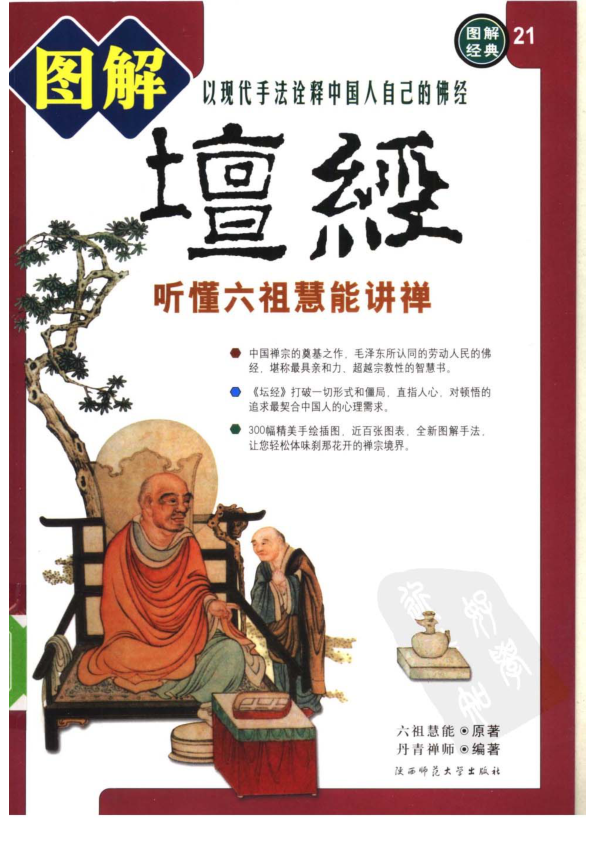 图解
经典
21
图解
以现代手法诠释中国人自己的佛经
壇經
听懂六祖慧能讲禅
中国禅宗的奠基之作，毛泽东所认同的劳动人民的佛
经，堪称最具亲和力、超越宗教性的智慧书。
《坛经》打破一切形式和僵局，直指人心，对顿悟的
追求最契合中国人的心理需求。
300幅精美手绘插图，近百张图表，全新图解手法，
让您轻松体味刹那花开的禅宗境界。
六祖慧能⊙原著
丹青禅师⊙编著
陕西师范大学出版社